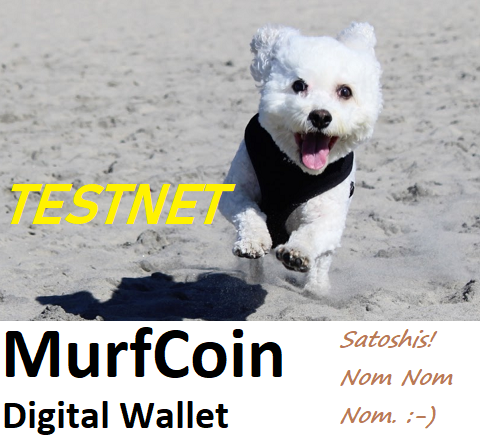 TESTNET
MurfCoin
Digital Wallet
Satoshis!
Nom Nom
Nom. :-)